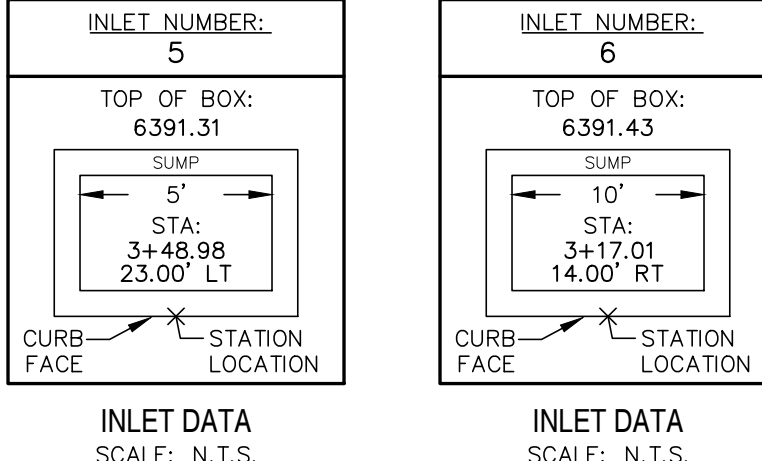 INLET NUMBER:
5
TOP OF BOX:
6391.31
SUMP
5'
STA:
3+48.98
23.00' LT
CURB FACE
STATION LOCATION
INLET DATA
SCALE: N.T.S.
INLET NUMBER:
6
TOP OF BOX:
6391.43
SUMP
10'
STA:
3+17.01
14.00' RT
CURB FACE
STATION LOCATION
INLET DATA
SCALE: N.T.S.